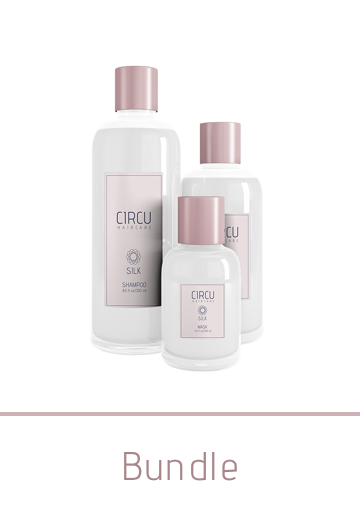 CIRCU
HAIRCARE
SILK
SHAMPOO
CIRCU
HAIRCARE
SILK
MASK
Bundle